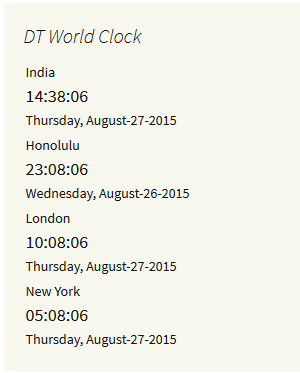 DT World Clock
India
14:38:06
Thursday, August-27-2015
Honolulu
23:08:06
Wednesday, August-26-2015
London
10:08:06
Thursday, August-27-2015
New York
05:08:06
Thursday, August-27-2015